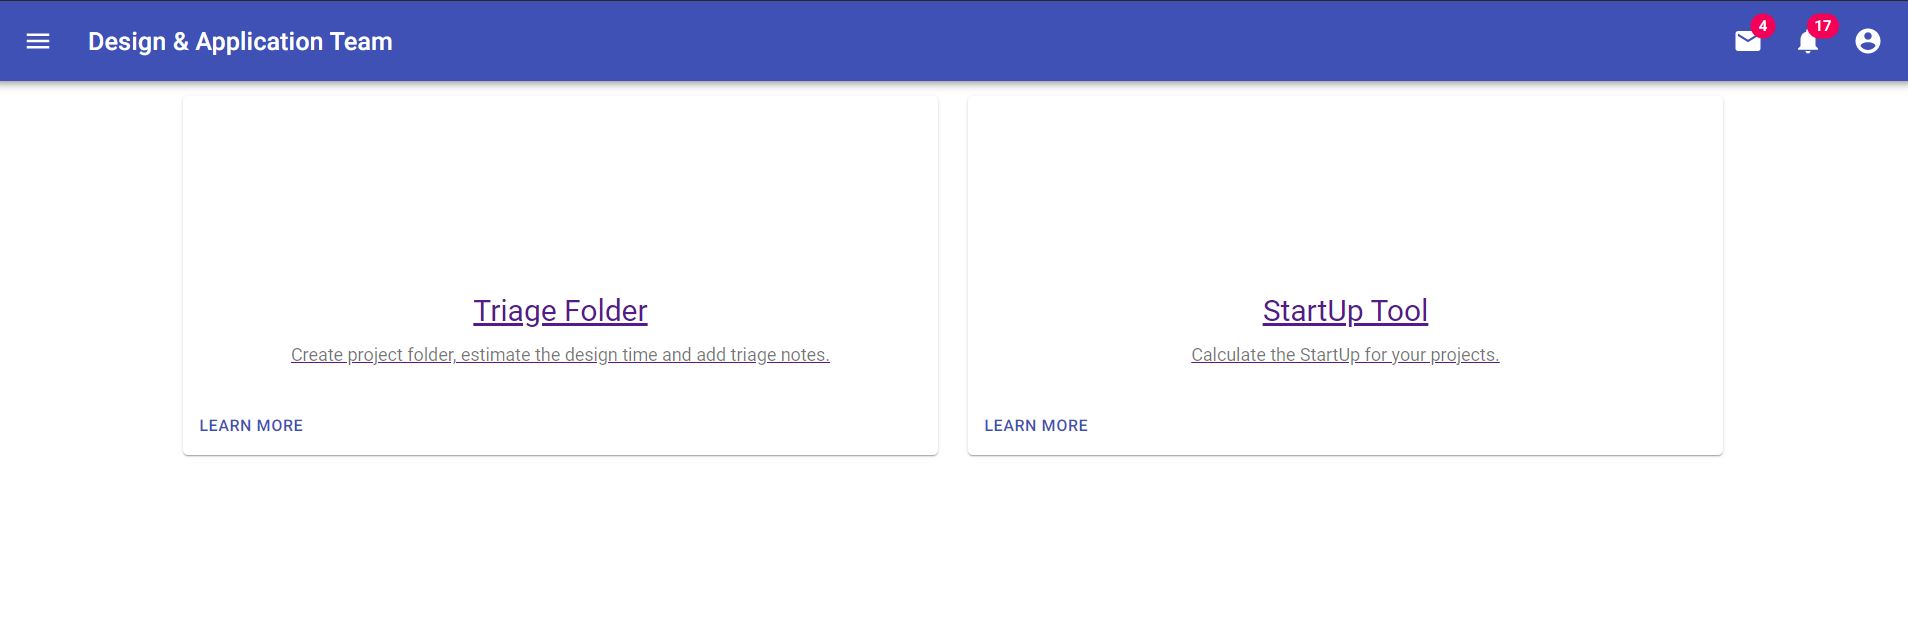 Design & Application Team
4
17
Triage Folder
Create project folder, estimate the design time and add triage notes.
LEARN MORE
StartUp Tool
Calculate the StartUp for your projects.
LEARN MORE